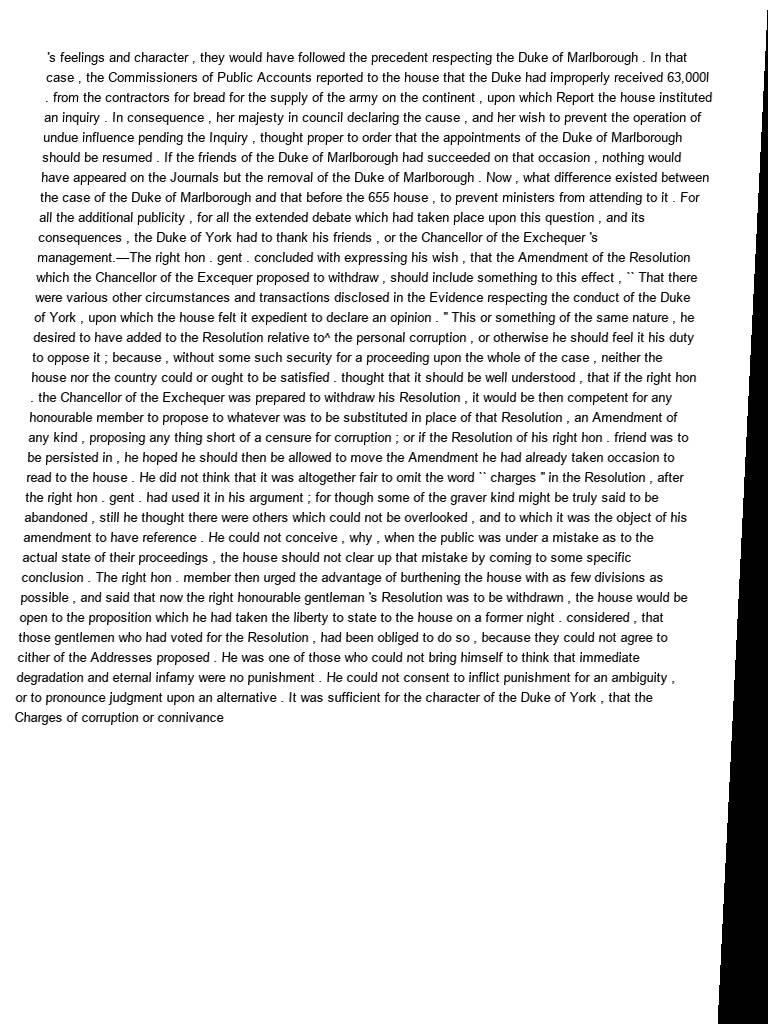 's feelings and character , they would have followed the precedent respecting the Duke of Marlborough . In that
case , the Commissioners of Public Accounts reported to the house that the Duke had improperly received 63,000l
. from the contractors for bread for the supply of the army on the continent , upon which Report the house instituted
an inquiry . In consequence , her majesty in council declaring the cause , and her wish to prevent the operation of
undue influence pending the Inquiry , thought proper to order that the appointments of the Duke of Marlborough
should be resumed . If the friends of the Duke of Marlborough had succeeded on that occasion , nothing would
have appeared on the Journals but the removal of the Duke of Marlborough . Now , what difference existed between
the case of the Duke of Marlborough and that before the 655 house , to prevent ministers from attending to it . For
all the additional publicity , for all the extended debate which had taken place upon this question , and its
consequences , the Duke of York had to thank his friends , or the Chancellor of the Exchequer 's
management.—The right hon . gent . concluded with expressing his wish , that the Amendment of the Resolution
which the Chancellor of the Excequer proposed to withdraw , should include something to this effect , `` That there
were various other circumstances and transactions disclosed in the Evidence respecting the conduct of the Duke
of York , upon which the house felt it expedient to declare an opinion . " This or something of the same nature , he
desired to have added to the Resolution relative to^ the personal corruption , or otherwise he should feel it his duty
to oppose it ; because , without some such security for a proceeding upon the whole of the case , neither the
house nor the country could or ought to be satisfied . thought that it should be well understood , that if the right hon
. the Chancellor of the Exchequer was prepared to withdraw his Resolution , it would be then competent for any
honourable member to propose to whatever was to be substituted in place of that Resolution , an Amendment of
any kind , proposing any thing short of a censure for corruption ; or if the Resolution of his right hon . friend was to
be persisted in , he hoped he should then be allowed to move the Amendment he had already taken occasion to
read to the house . He did not think that it was altogether fair to omit the word `` charges " in the Resolution , after
the right hon . gent . had used it in his argument ; for though some of the graver kind might be truly said to be
abandoned , still he thought there were others which could not be overlooked , and to which it was the object of his
amendment to have reference . He could not conceive , why , when the public was under a mistake as to the
actual state of their proceedings , the house should not clear up that mistake by coming to some specific
conclusion . The right hon . member then urged the advantage of burthening the house with as few divisions as
possible , and said that now the right honourable gentleman 's Resolution was to be withdrawn , the house would be
open to the proposition which he had taken the liberty to state to the house on a former night . considered , that
those gentlemen who had voted for the Resolution , had been obliged to do so , because they could not agree to
cither of the Addresses proposed . He was one of those who could not bring himself to think that immediate
degradation and eternal infamy were no punishment . He could not consent to inflict punishment for an ambiguity ,
or to pronounce judgment upon an alternative . It was sufficient for the character of the Duke of York , that the
Charges of corruption or connivance